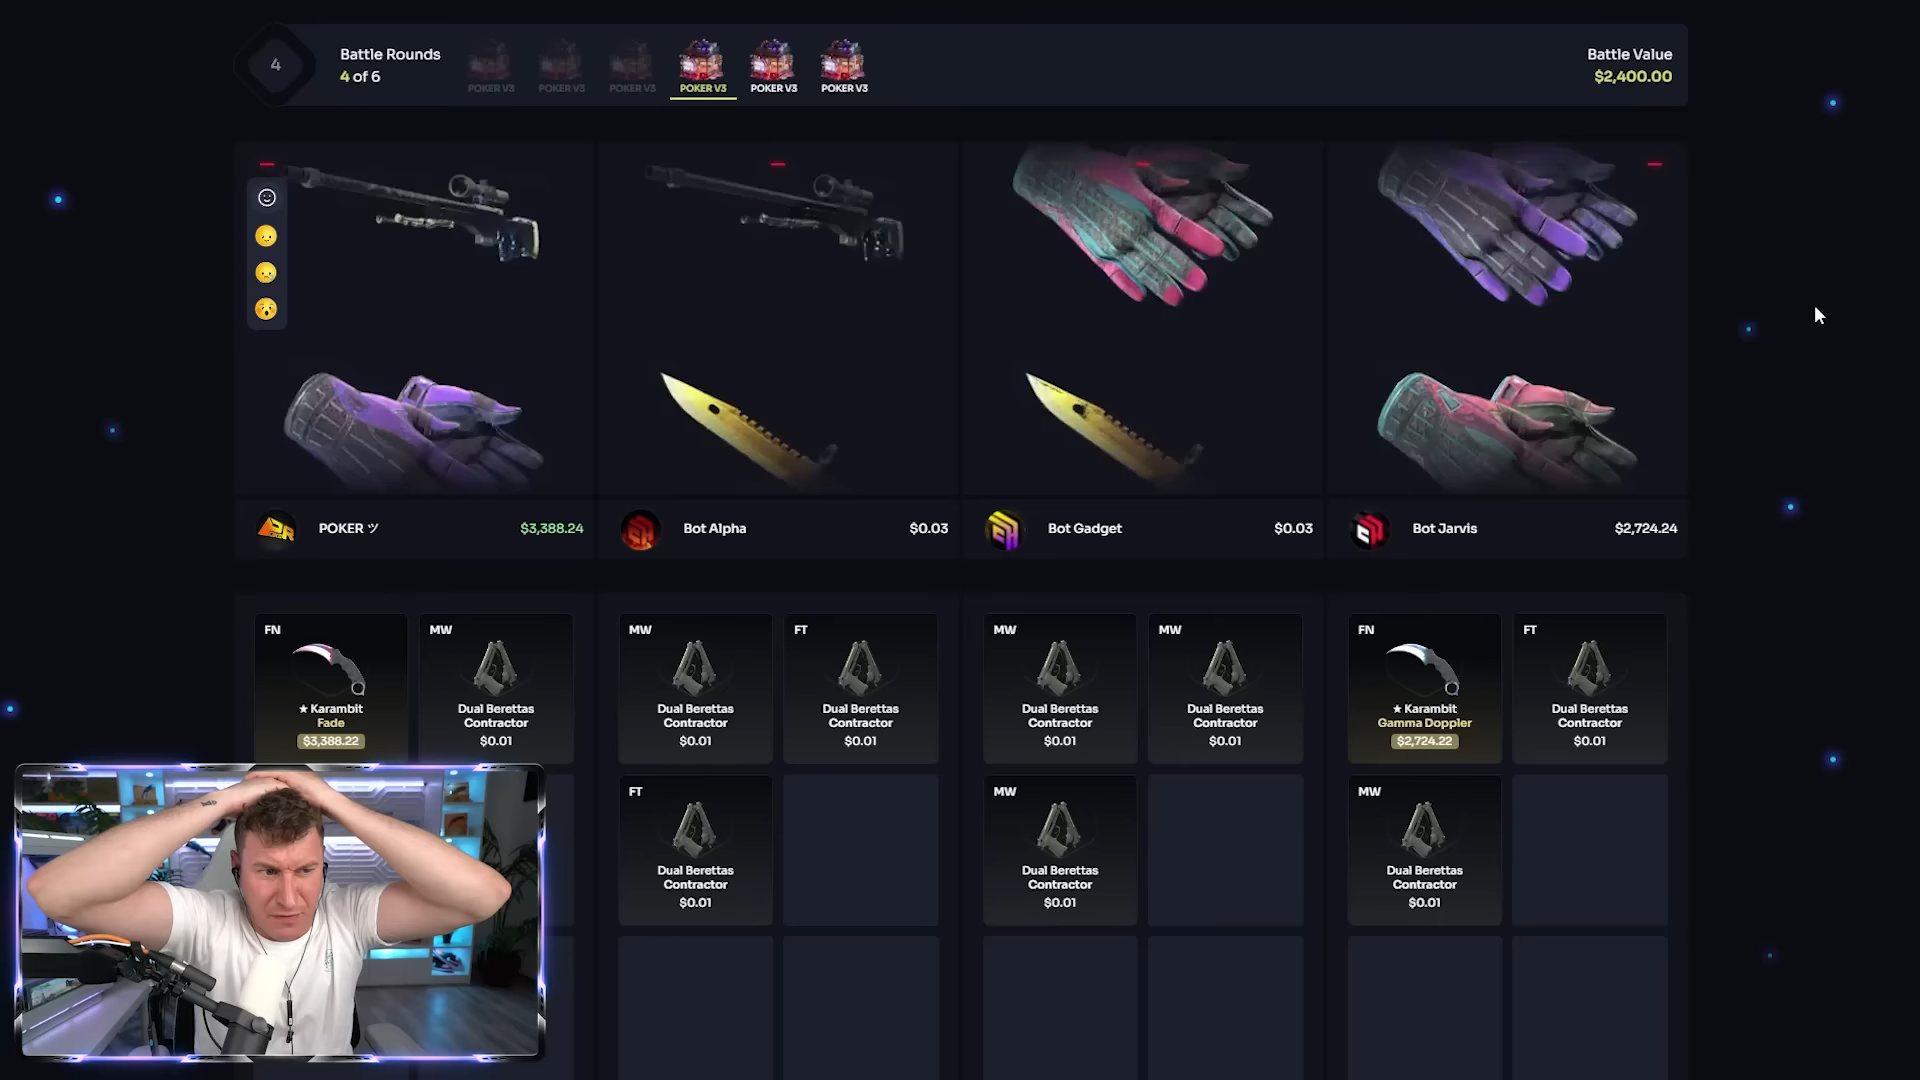 4
Battle Rounds
4 of 6
POKER V3
POKER V3
POKER V3
POKER V3
POKER V3
POKER V3
Battle Value
$2,400.00
POKER ツ
$3,388.24
Bot Alpha
$0.03
Bot Gadget
$0.03
Bot Jarvis
$2,724.24
FN
★ Karambit
Fade
$3,388.22
MW
Dual Berettas
Contractor
$0.01
MW
Dual Berettas
Contractor
$0.01
FT
Dual Berettas
Contractor
$0.01
MW
Dual Berettas
Contractor
$0.01
MW
Dual Berettas
Contractor
$0.01
FN
★ Karambit
Gamma Doppler
$2,724.22
FT
Dual Berettas
Contractor
$0.01
FT
Dual Berettas
Contractor
$0.01
MW
Dual Berettas
Contractor
$0.01
MW
Dual Berettas
Contractor
$0.01